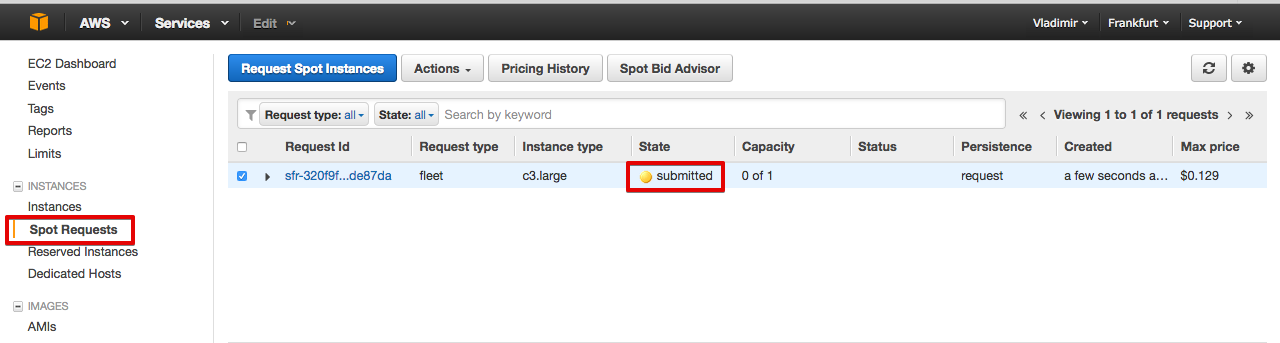 AWS Services Edit Vladimir Frankfurt Support
EC2 Dashboard
Events
Tags
Reports
Limits
INSTANCES
Instances
Spot Requests
Reserved Instances
Dedicated Hosts
IMAGES
AMIs
Request Spot Instances Actions Pricing History Spot Bid Advisor
Request type: all State: all Search by keyword « < Viewing 1 to 1 of 1 requests > »
Request Id Request type Instance type State Capacity Status Persistence Created Max price
sfr-320f9f...de87da fleet c3.large submitted 0 of 1 request a few seconds a... $0.129